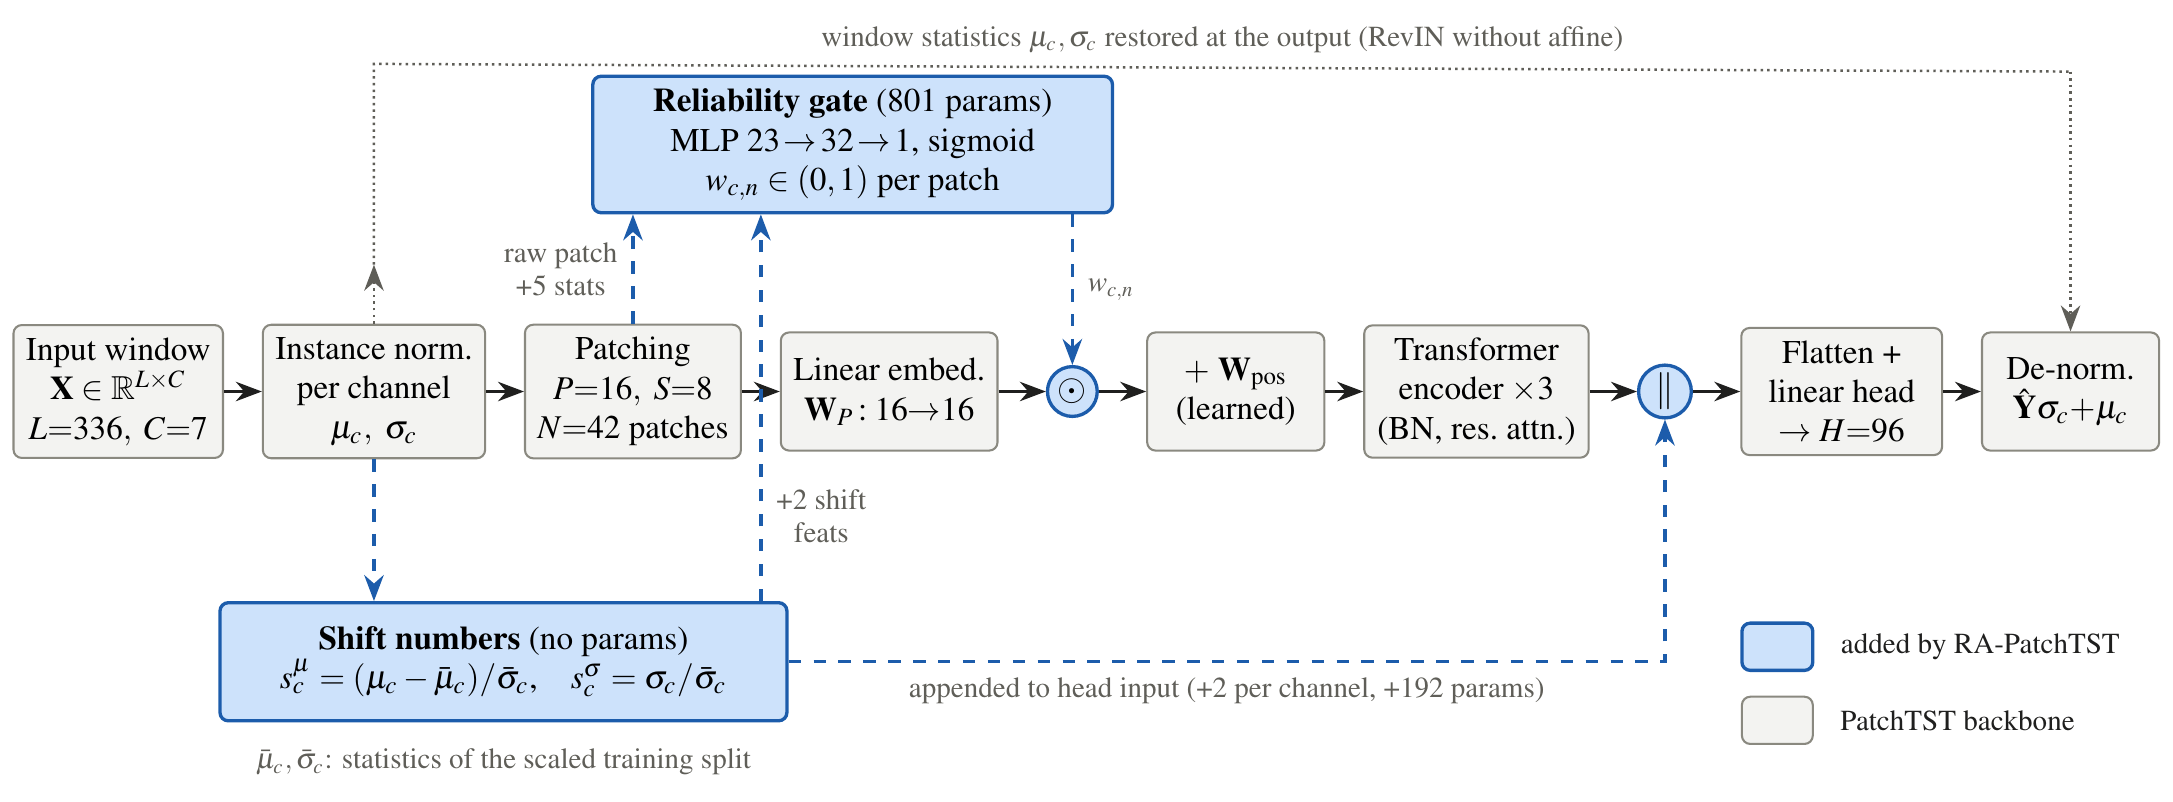 window statistics μ_c, σ_c restored at the output (RevIN without affine)
Reliability gate (801 params)
MLP 23→32→1, sigmoid
w_{c,n} ∈ (0, 1) per patch
raw patch
+5 stats
w_{c,n}
Input window
X ∈ ℝ^{L×C}
L=336, C=7
Instance norm.
per channel
μ_c, σ_c
Patching
P=16, S=8
N=42 patches
Linear embed.
W_P: 16→16
⊙
+ W_pos
(learned)
Transformer
encoder ×3
(BN, res. attn.)
||
Flatten +
linear head
→ H=96
De-norm.
Ŷσ_c+μ_c
+2 shift
feats
Shift numbers (no params)
s_c^μ = (μ_c − μ̄_c)/σ̄_c, s_c^σ = σ_c/σ̄_c
appended to head input (+2 per channel, +192 params)
μ̄_c, σ̄_c: statistics of the scaled training split
added by RA-PatchTST
PatchTST backbone